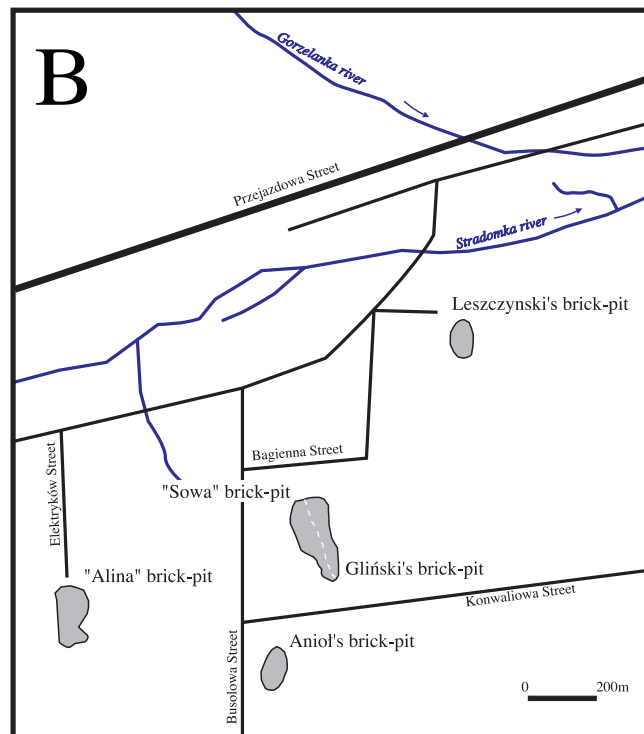 B
Gorzelanka river
Przejazdowa Street
Stradomka river
Leszczynski's brick-pit
Bagienna Street
Elektryków Street
"Sowa" brick-pit
"Alina" brick-pit
Gliński's brick-pit
Konwaliowa Street
Anioł's brick-pit
Busolowa Street
0 200m